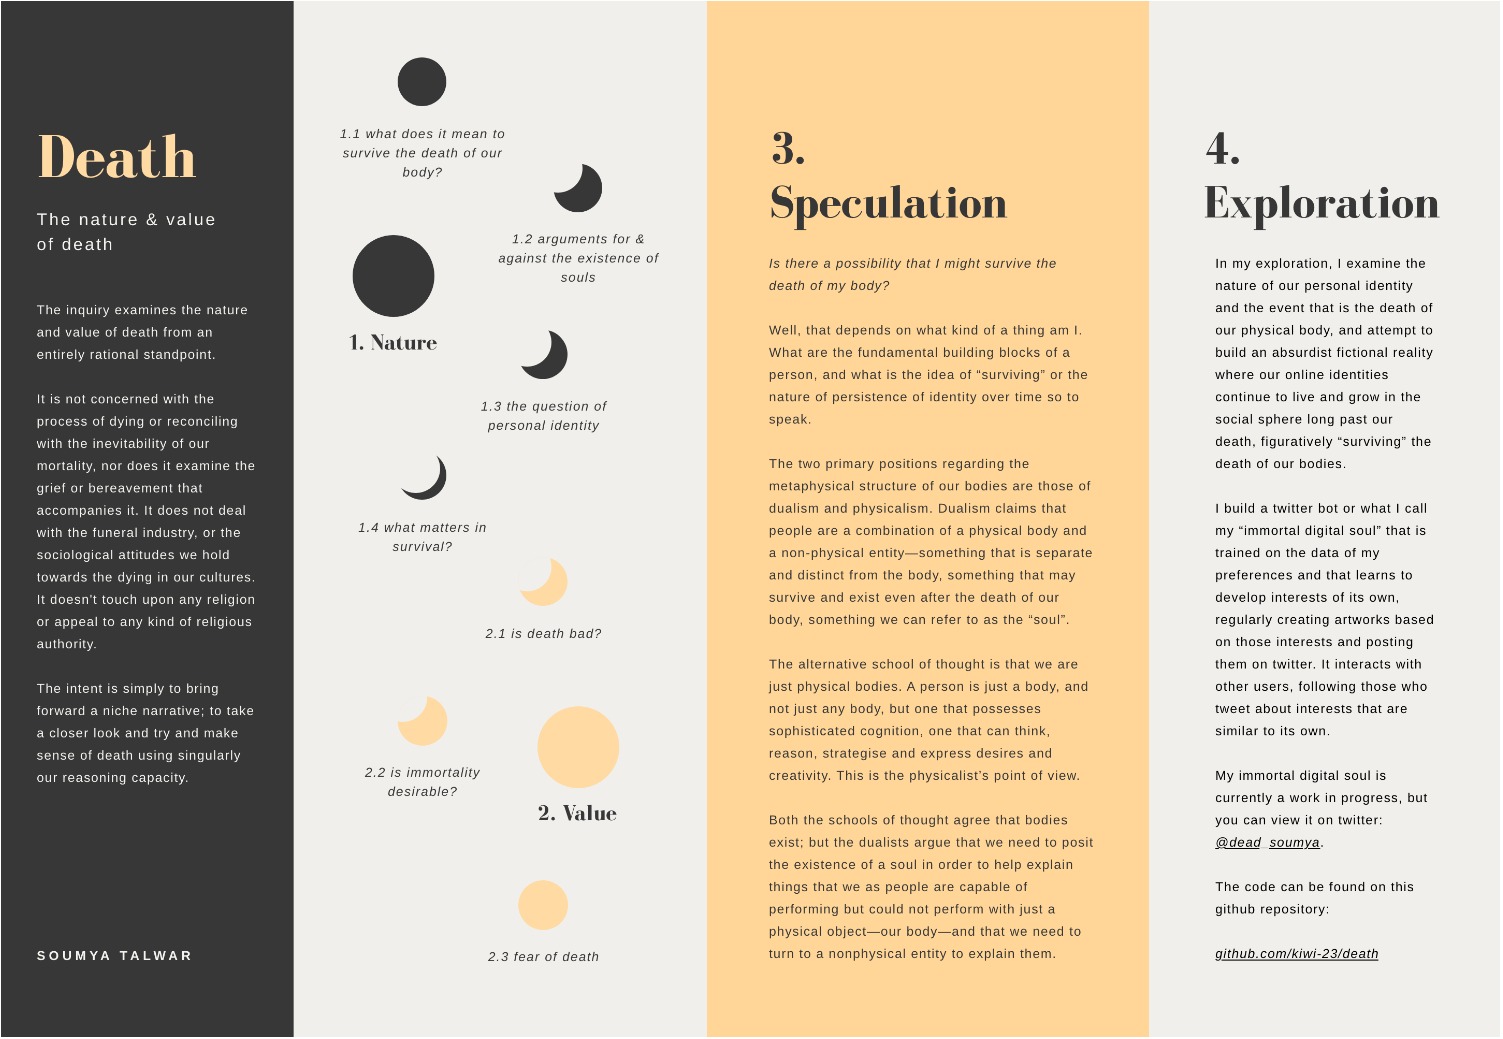 Death
The nature & value
of death
The inquiry examines the nature
and value of death from an
entirely rational standpoint.
It is not concerned with the
process of dying or reconciling
with the inevitability of our
mortality, nor does it examine the
grief or bereavement that
accompanies it. It does not deal
with the funeral industry, or the
sociological attitudes we hold
towards the dying in our cultures.
It doesn't touch upon any religion
or appeal to any kind of religious
authority.
The intent is simply to bring
forward a niche narrative; to take
a closer look and try and make
sense of death using singularly
our reasoning capacity.
SOUMYA TALWAR
1.1 what does it mean to
survive the death of our
body?
1.2 arguments for &
against the existence of
souls
1. Nature
1.3 the question of
personal identity
1.4 what matters in
survival?
2.1 is death bad?
2.2 is immortality
desirable?
2. Value
2.3 fear of death
3.
Speculation
Is there a possibility that I might survive the
death of my body?
Well, that depends on what kind of a thing am I.
What are the fundamental building blocks of a
person, and what is the idea of “surviving” or the
nature of persistence of identity over time so to
speak.
The two primary positions regarding the
metaphysical structure of our bodies are those of
dualism and physicalism. Dualism claims that
people are a combination of a physical body and
a non-physical entity—something that is separate
and distinct from the body, something that may
survive and exist even after the death of our
body, something we can refer to as the “soul”.
The alternative school of thought is that we are
just physical bodies. A person is just a body, and
not just any body, but one that possesses
sophisticated cognition, one that can think,
reason, strategise and express desires and
creativity. This is the physicalist’s point of view.
Both the schools of thought agree that bodies
exist; but the dualists argue that we need to posit
the existence of a soul in order to help explain
things that we as people are capable of
performing but could not perform with just a
physical object—our body—and that we need to
turn to a nonphysical entity to explain them.
4.
Exploration
In my exploration, I examine the
nature of our personal identity
and the event that is the death of
our physical body, and attempt to
build an absurdist fictional reality
where our online identities
continue to live and grow in the
social sphere long past our
death, figuratively “surviving” the
death of our bodies.
I build a twitter bot or what I call
my “immortal digital soul” that is
trained on the data of my
preferences and that learns to
develop interests of its own,
regularly creating artworks based
on those interests and posting
them on twitter. It interacts with
other users, following those who
tweet about interests that are
similar to its own.
My immortal digital soul is
currently a work in progress, but
you can view it on twitter:
@dead_soumya.
The code can be found on this
github repository:
github.com/kiwi-23/death